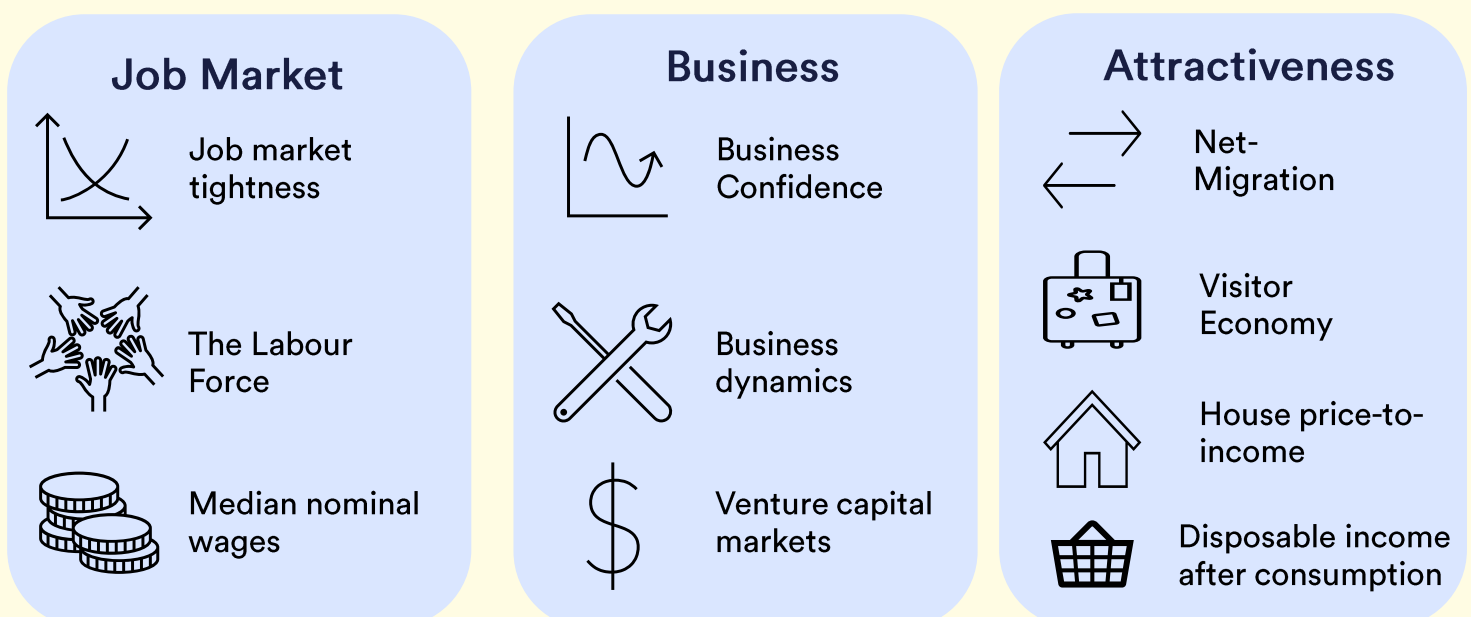 Job Market
Job market
tightness
The Labour
Force
Median nominal
wages
Business
Business
Confidence
Business
dynamics
Venture capital
markets
Attractiveness
Net-
Migration
Visitor
Economy
House price-to-
income
Disposable income
after consumption